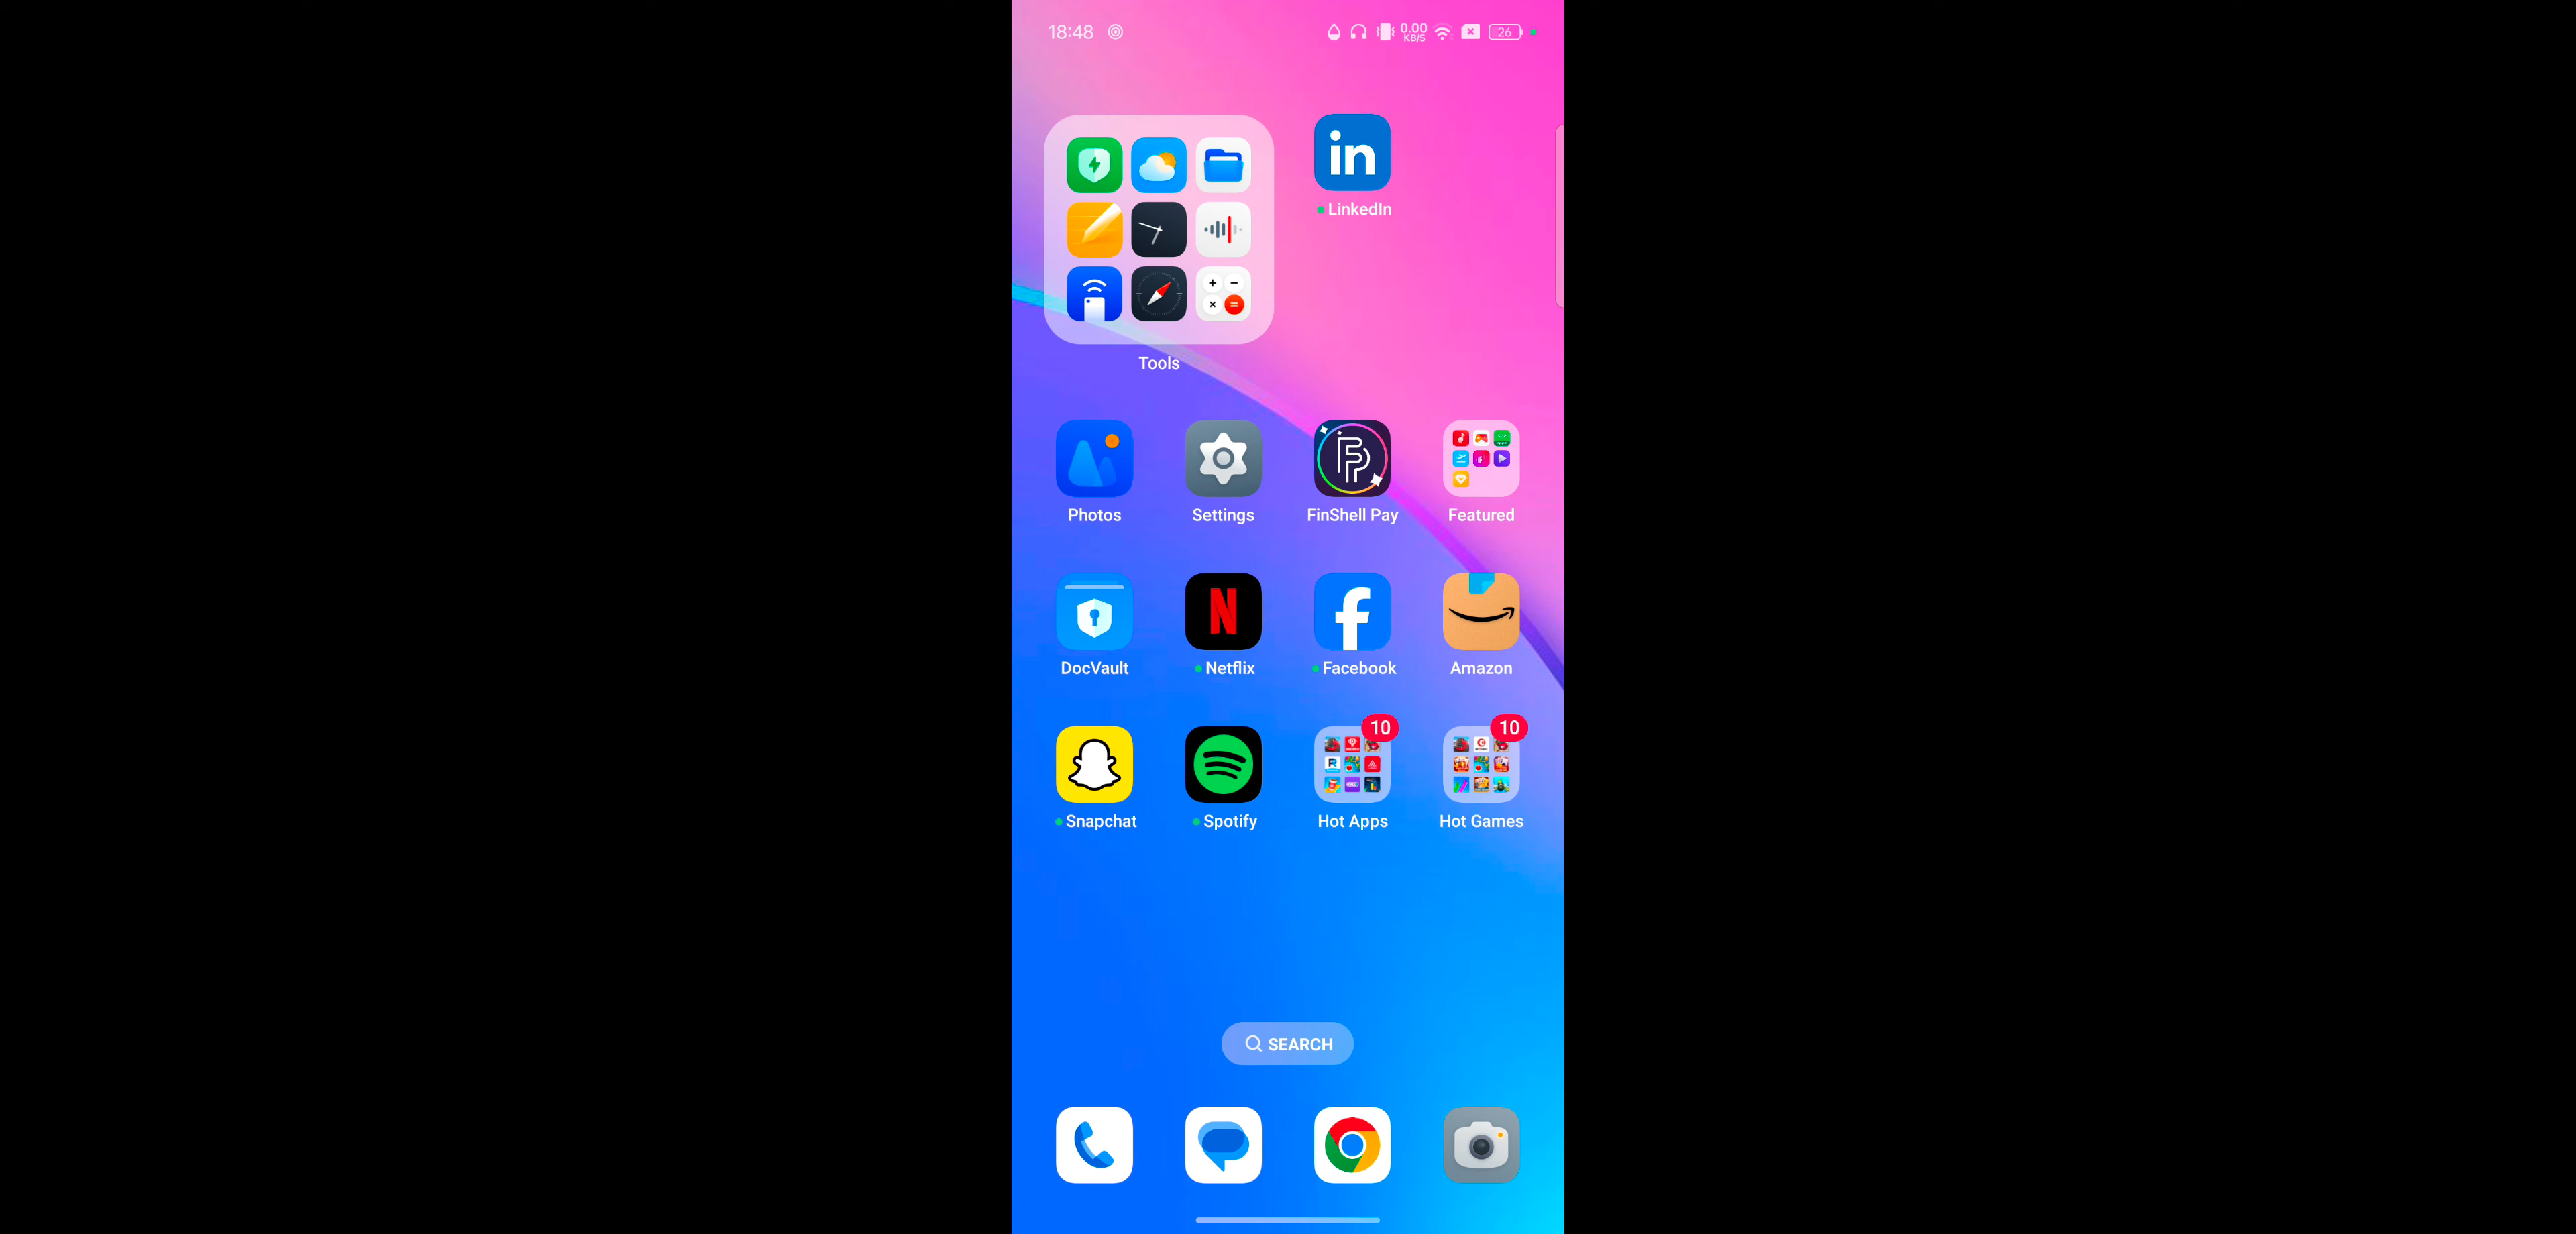 18:48
0.00
KB/S
26
in
LinkedIn
Tools
Photos
Settings
FinShell Pay
Featured
DocVault
Netflix
Facebook
Amazon
10
10
Snapchat
Spotify
Hot Apps
Hot Games
SEARCH